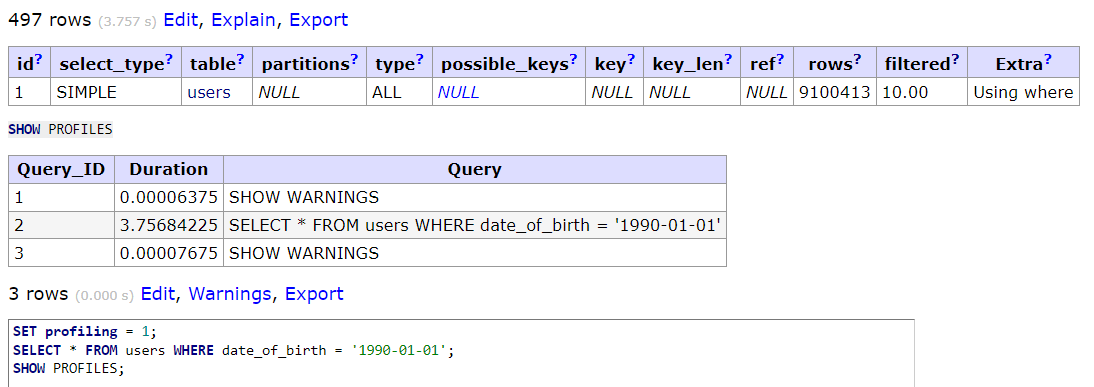 497 rows (3.757 s) Edit, Explain, Export
id? select_type? table? partitions? type? possible_keys? key? key_len? ref? rows? filtered? Extra?
1 SIMPLE users NULL ALL NULL NULL NULL NULL 9100413 10.00 Using where
SHOW PROFILES
Query_ID Duration Query
1 0.00006375 SHOW WARNINGS
2 3.75684225 SELECT * FROM users WHERE date_of_birth = '1990-01-01'
3 0.00007675 SHOW WARNINGS
3 rows (0.000 s) Edit, Warnings, Export
SET profiling = 1;
SELECT * FROM users WHERE date_of_birth = '1990-01-01';
SHOW PROFILES;